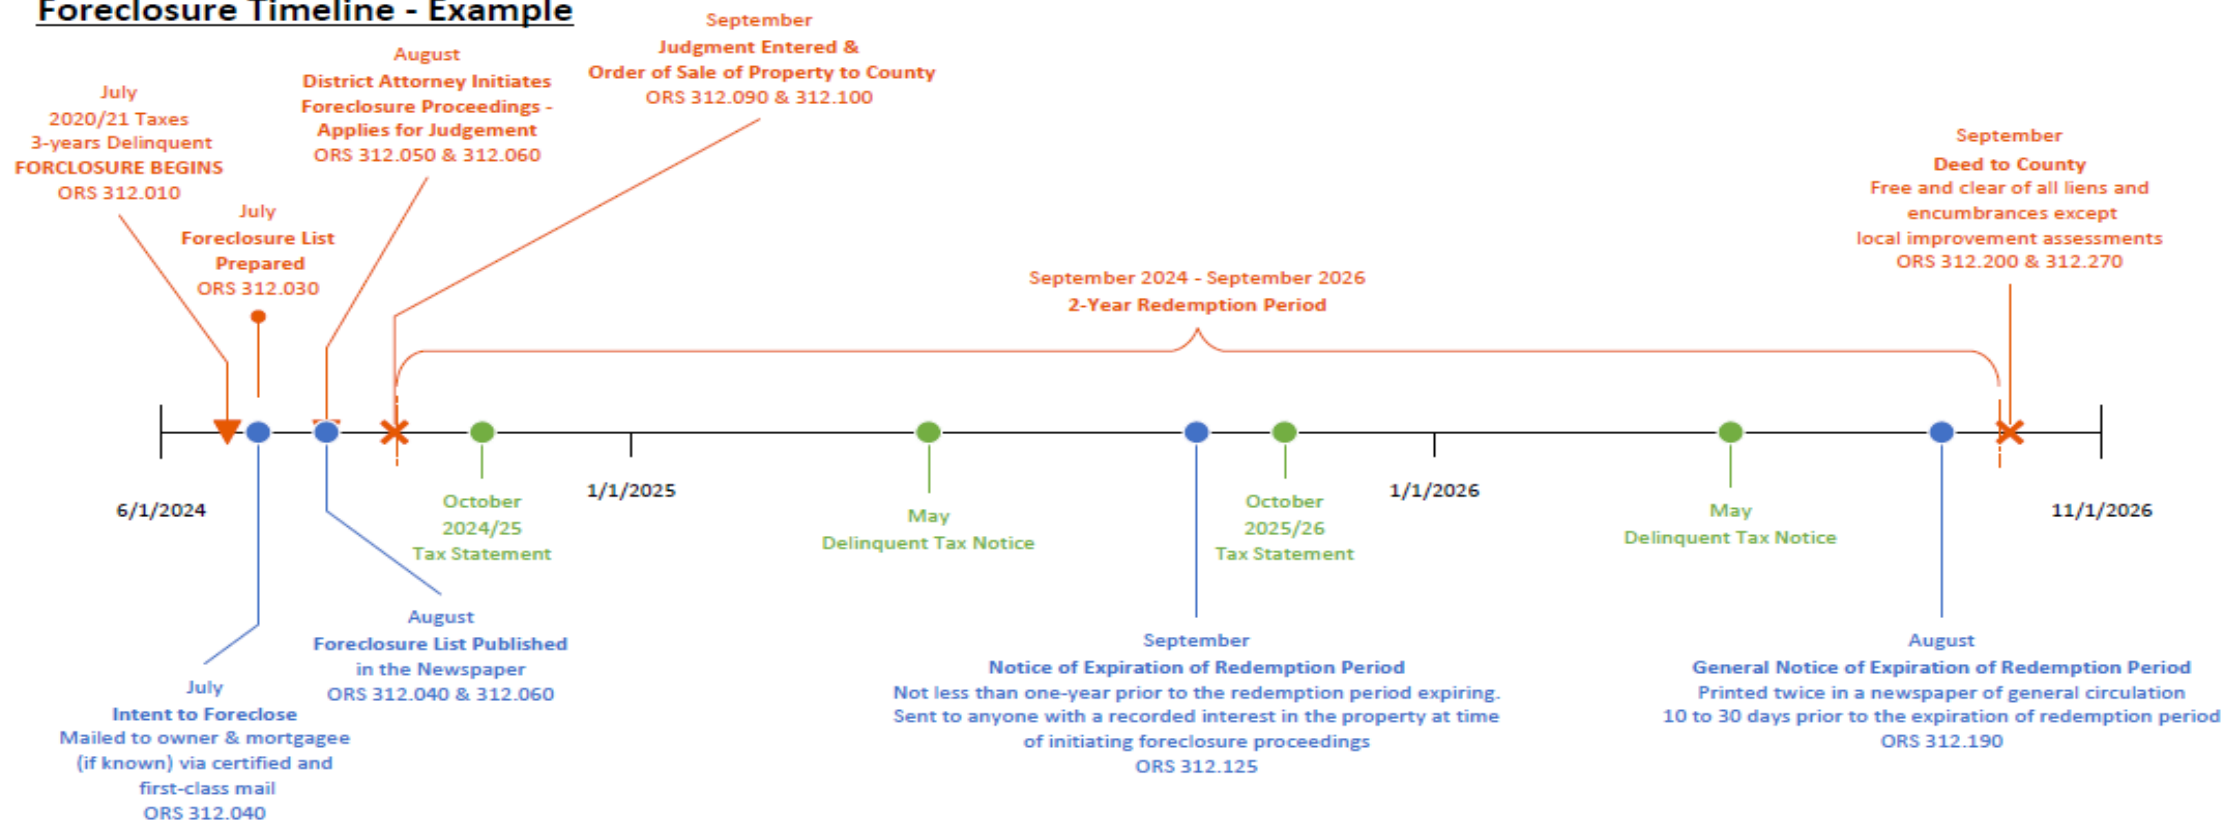 Foreclosure Timeline - Example
July
2020/21 Taxes
3-years Delinquent
FORCLOSURE BEGINS
ORS 312.010
July
Foreclosure List
Prepared
ORS 312.030
August
District Attorney Initiates
Foreclosure Proceedings -
Applies for Judgement
ORS 312.050 & 312.060
September
Judgment Entered &
Order of Sale of Property to County
ORS 312.090 & 312.100
September 2024 - September 2026
2-Year Redemption Period
September
Deed to County
Free and clear of all liens and
encumbrances except
local improvement assessments
ORS 312.200 & 312.270
6/1/2024
1/1/2025
1/1/2026
11/1/2026
October
2024/25
Tax Statement
May
Delinquent Tax Notice
October
2025/26
Tax Statement
May
Delinquent Tax Notice
July
Intent to Foreclose
Mailed to owner & mortgagee
(if known) via certified and
first-class mail
ORS 312.040
August
Foreclosure List Published
in the Newspaper
ORS 312.040 & 312.060
September
Notice of Expiration of Redemption Period
Not less than one-year prior to the redemption period expiring.
Sent to anyone with a recorded interest in the property at time
of initiating foreclosure proceedings
ORS 312.125
August
General Notice of Expiration of Redemption Period
Printed twice in a newspaper of general circulation
10 to 30 days prior to the expiration of redemption period
ORS 312.190